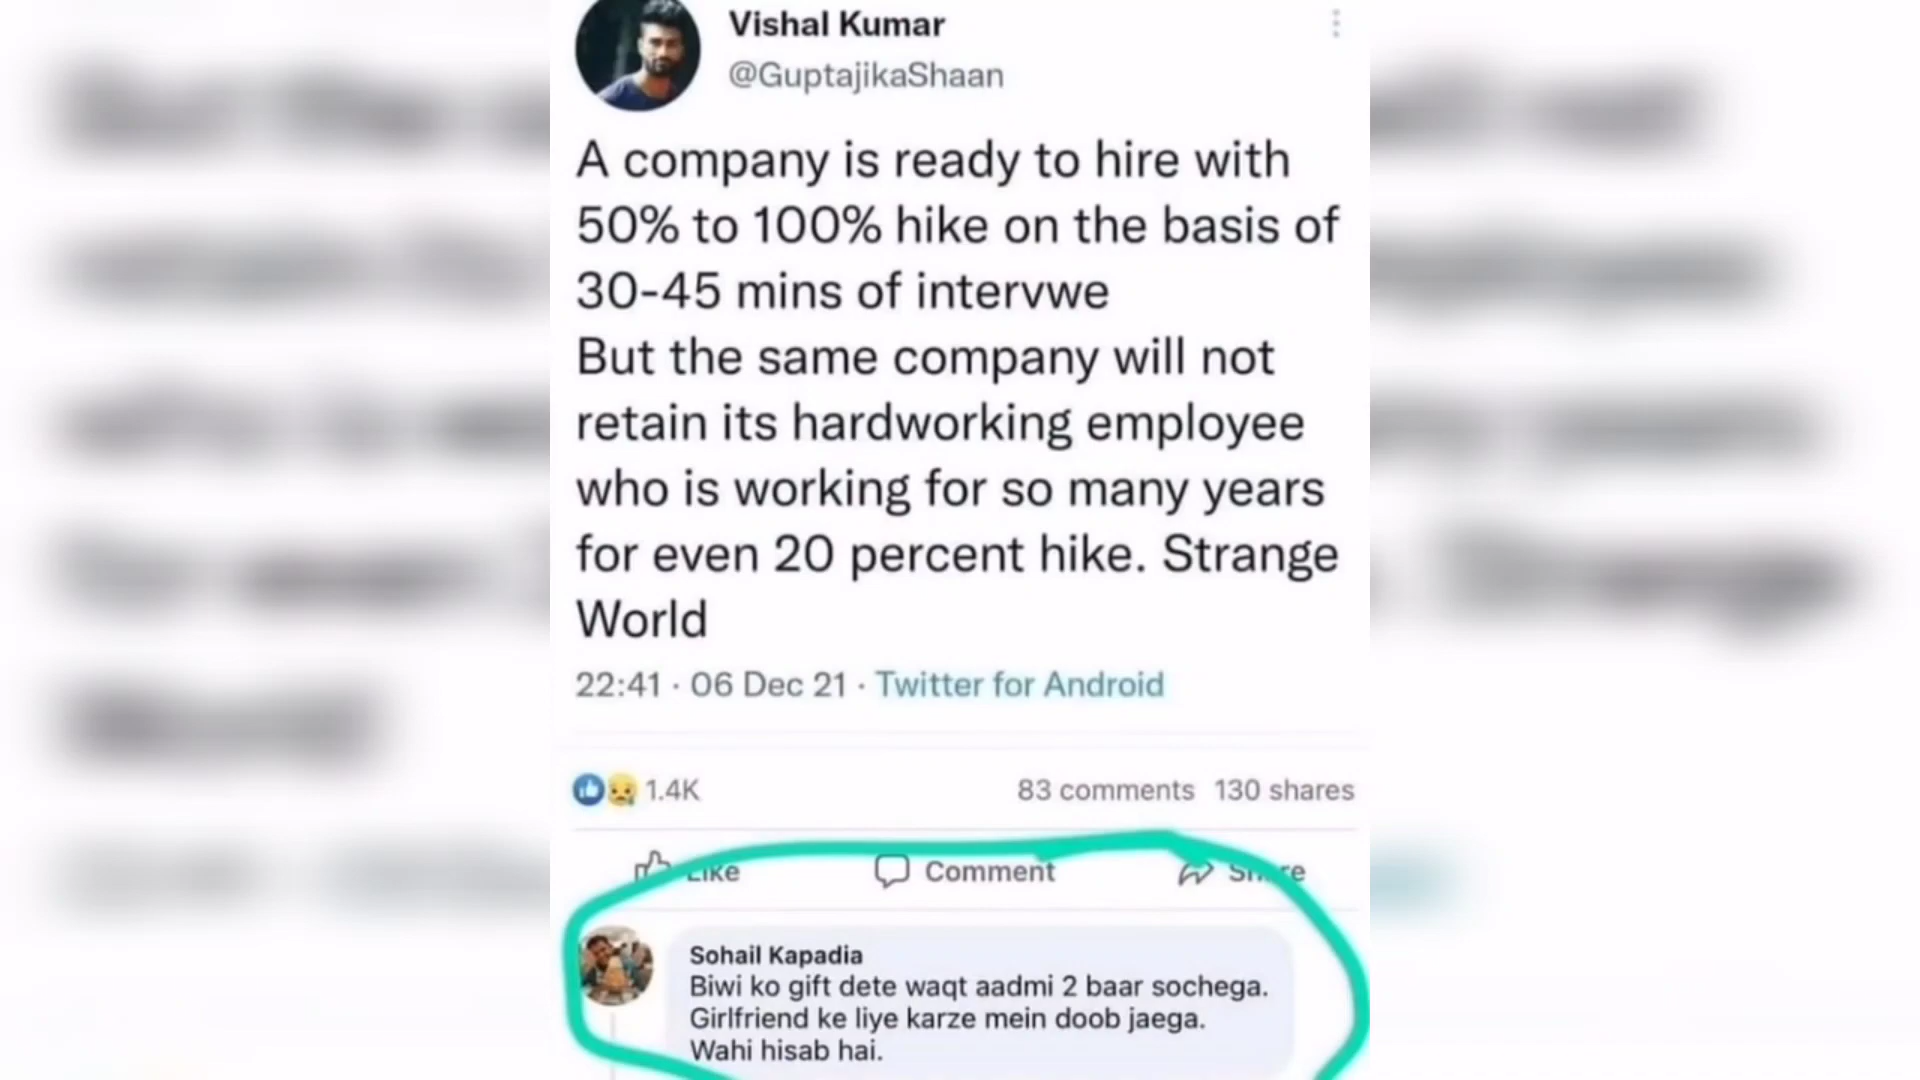 Vishal Kumar
@GuptajikaShaan
A company is ready to hire with
50% to 100% hike on the basis of
30-45 mins of intervwe
But the same company will not
retain its hardworking employee
who is working for so many years
for even 20 percent hike. Strange
World
22:41 · 06 Dec 21 · Twitter for Android
1.4K 83 comments 130 shares
Like Comment Share
Sohail Kapadia
Biwi ko gift dete waqt aadmi 2 baar sochega.
Girlfriend ke liye karze mein doob jaega.
Wahi hisab hai.